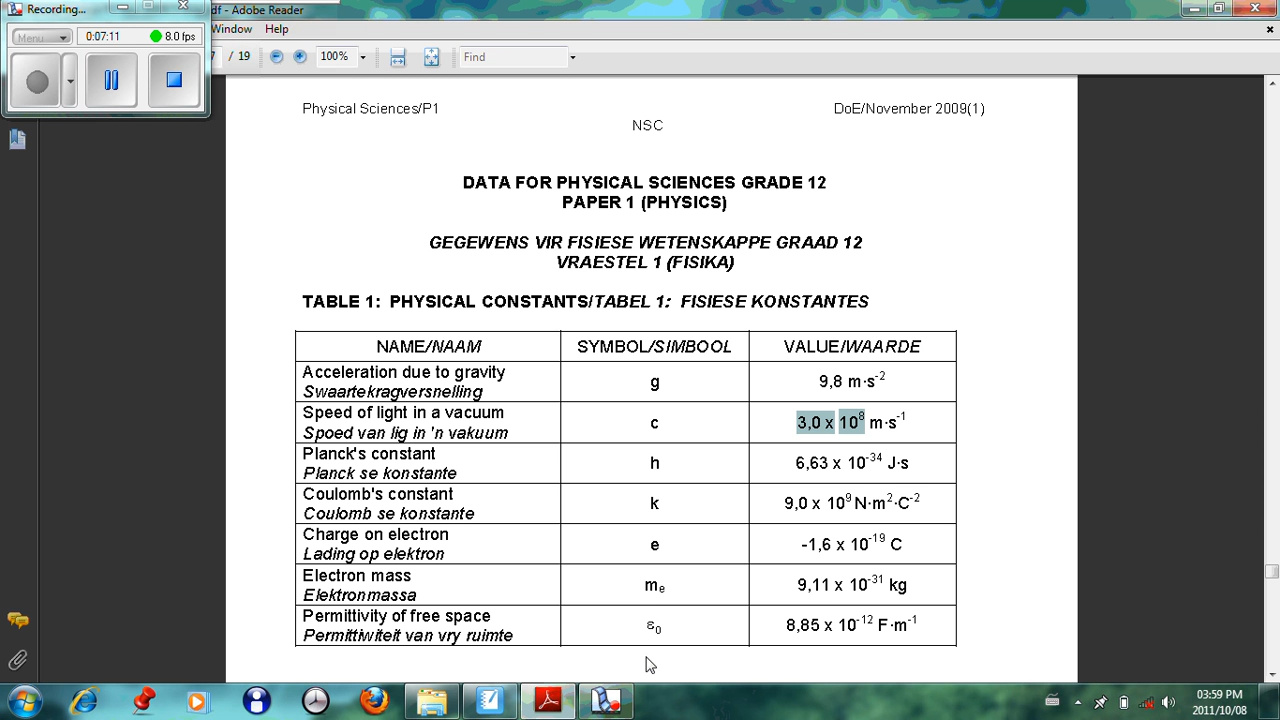 Recording...
df - Adobe Reader
Menu
0:07:11
8.0 fps
Window Help
7 / 19
100%
Find
Physical Sciences/P1
DoE/November 2009(1)
NSC
DATA FOR PHYSICAL SCIENCES GRADE 12
PAPER 1 (PHYSICS)
GEGEWENS VIR FISIESE WETENSKAPPE GRAAD 12
VRAESTEL 1 (FISIKA)
TABLE 1: PHYSICAL CONSTANTS/TABEL 1: FISIESE KONSTANTES
NAME/NAAM SYMBOL/SIMBOOL VALUE/WAARDE
Acceleration due to gravity
Swaartekragversnelling
g
9,8 m·s⁻²
Speed of light in a vacuum
Spoed van lig in 'n vakuum
c
3,0 x 10⁸ m·s⁻¹
Planck's constant
Planck se konstante
h
6,63 x 10⁻³⁴ J·s
Coulomb's constant
Coulomb se konstante
k
9,0 x 10⁹ N·m²·C⁻²
Charge on electron
Lading op elektron
e
-1,6 x 10⁻¹⁹ C
Electron mass
Elektronmassa
mₑ
9,11 x 10⁻³¹ kg
Permittivity of free space
Permittiwiteit van vry ruimte
ε₀
8,85 x 10⁻¹² F·m⁻¹
03:59 PM
2011/10/08